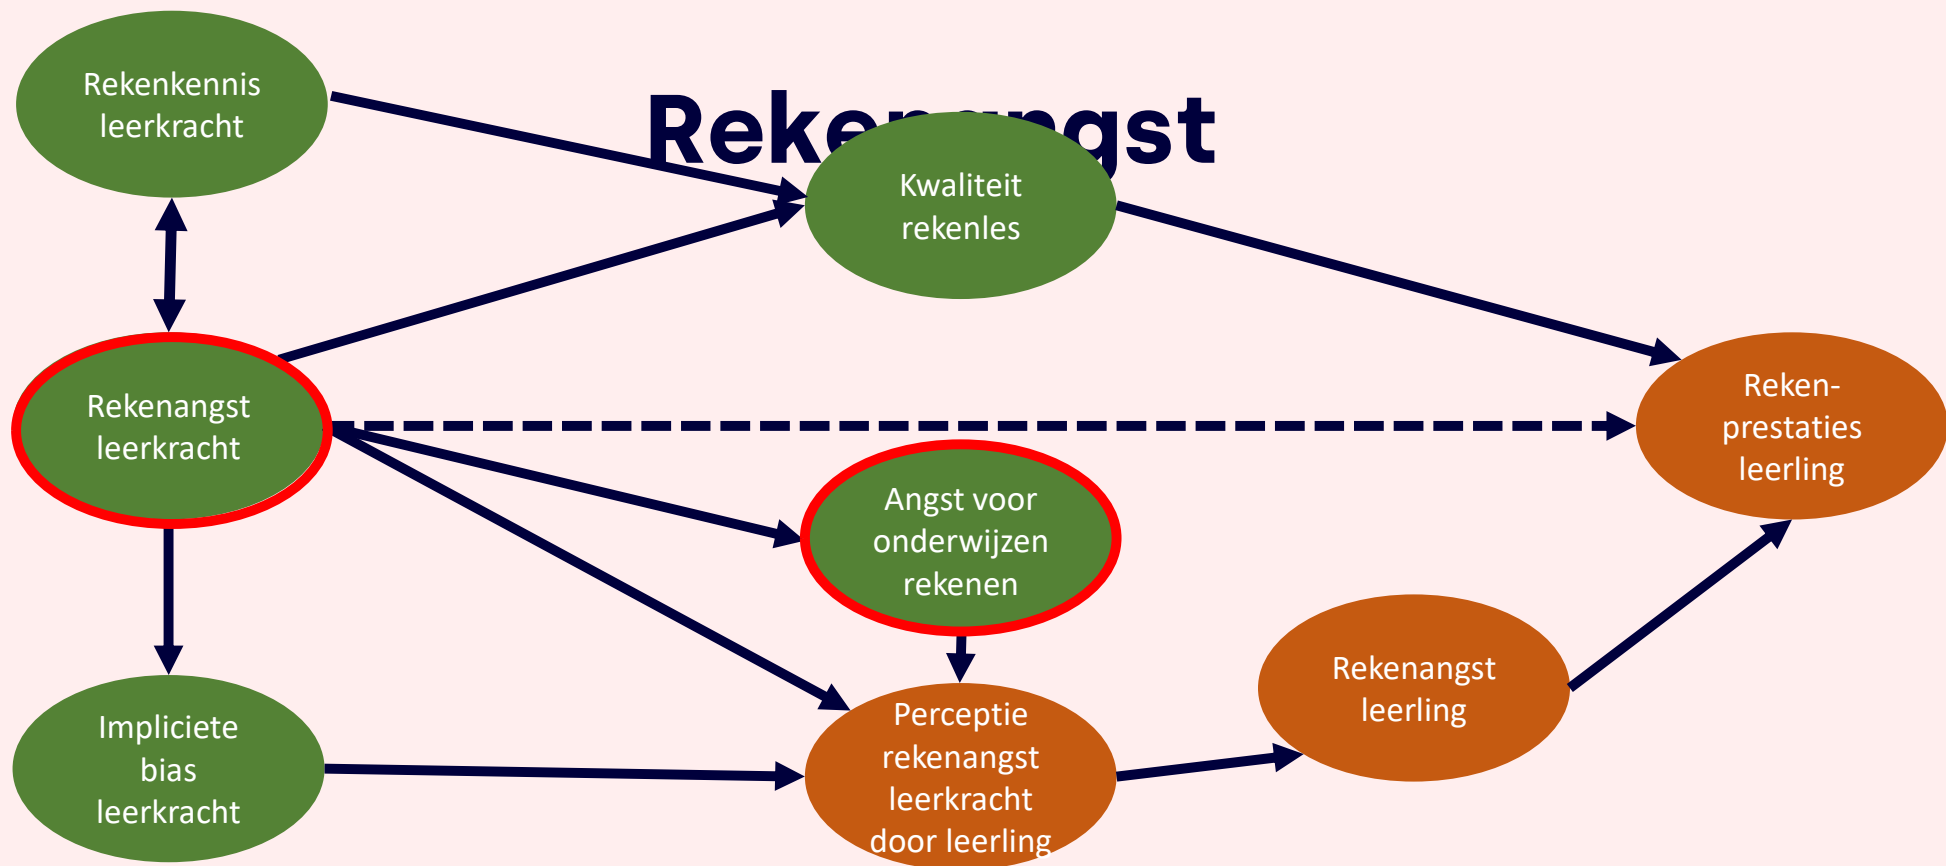 Rekenangst
Rekenkennis
leerkracht
Kwaliteit
rekenles
Rekenangst
leerkracht
Reken-
prestaties
leerling
Angst voor
onderwijzen
rekenen
Rekenangst
leerling
Impliciete
bias
leerkracht
Perceptie
rekenangst
leerkracht
door leerling